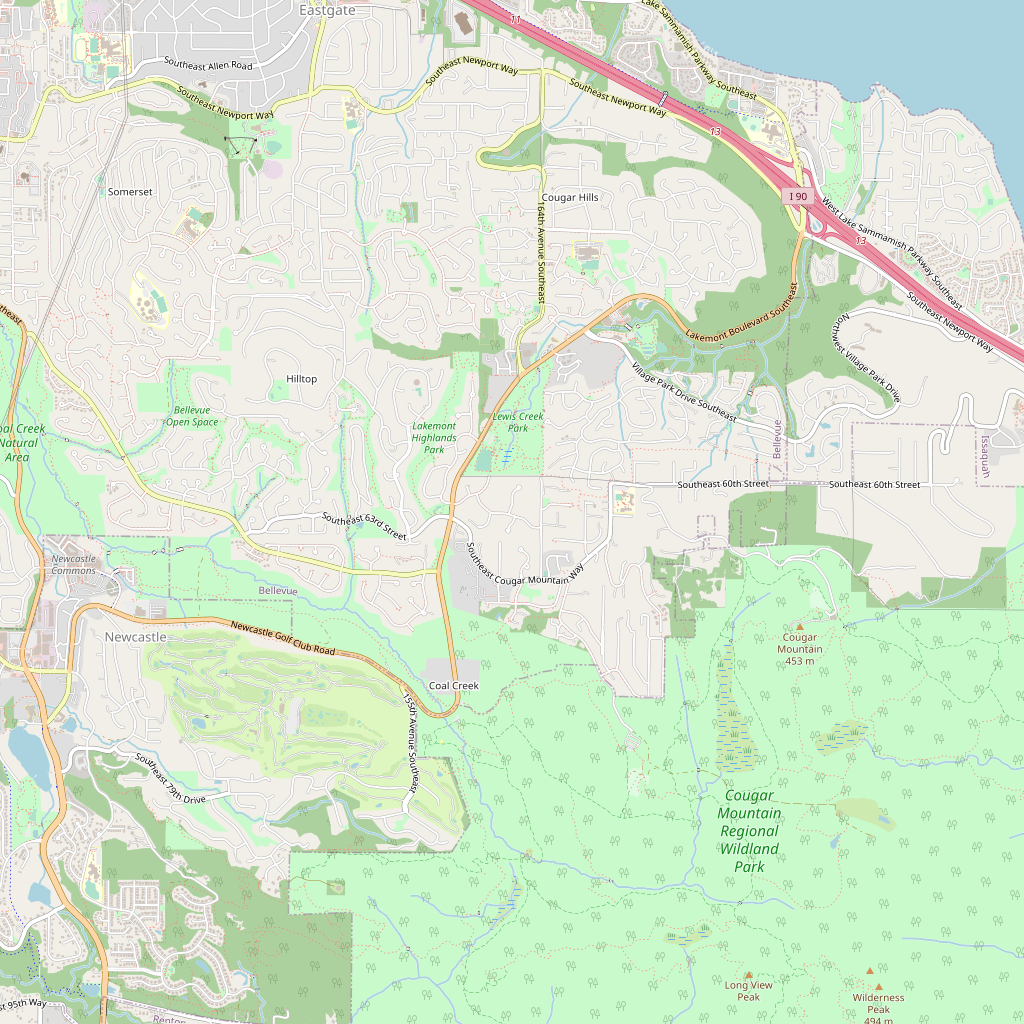 Eastgate
11
Lake Sammamish Parkway Southeast
Southeast Allen Road
Southeast Newport Way
Southeast Newport Way
Southeast Newport Way
13
Somerset
Cougar Hills
I 90
164th Avenue Southeast
West Lake Sammamish Parkway Southeast
13
Lakemont Boulevard Southeast
Southeast Newport Way
Northwest Village Park Drive
Hilltop
Village Park Drive Southeast
Bellevue
Open Space
Lakemont
Highlands
Park
Lewis Creek
Park
Natural
Area
Bellevue
Issaquah
Southeast 60th Street
Southeast 60th Street
Southeast 63rd Street
Southeast Cougar Mountain Way
Newcastle
Commons
Bellevue
Newcastle
Newcastle Golf Club Road
Cougar
Mountain
453 m
Coal Creek
155th Avenue Southeast
Southeast 79th Drive
Cougar
Mountain
Regional
Wildland
Park
Long View
Peak
Wilderness
Peak
494 m
95th Way
Renton